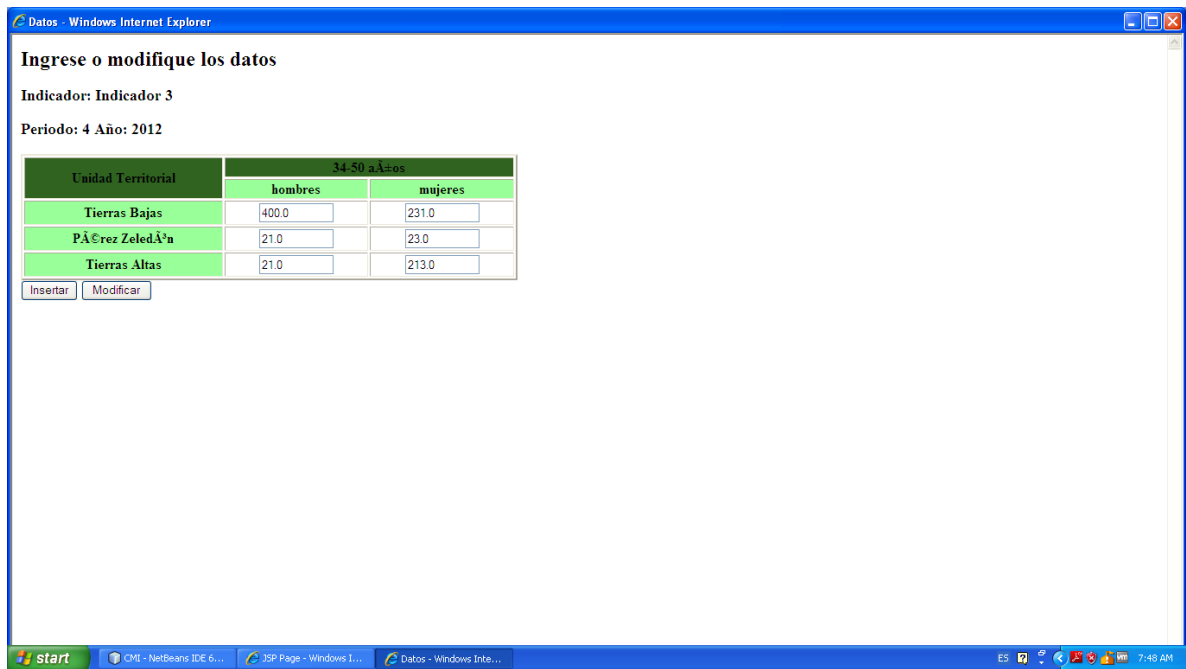 Datos - Windows Internet Explorer
Ingrese o modifique los datos
Indicador: Indicador 3
Periodo: 4 Año: 2012
Unidad Territorial
34-50 aÃ±os
hombres mujeres
Tierras Bajas 400.0 231.0
PÃ©rez ZeledÃ³n 21.0 23.0
Tierras Altas 21.0 213.0
Insertar Modificar
start CMI - NetBeans IDE 6... JSP Page - Windows I... Datos - Windows Inte... ES 7:48 AM